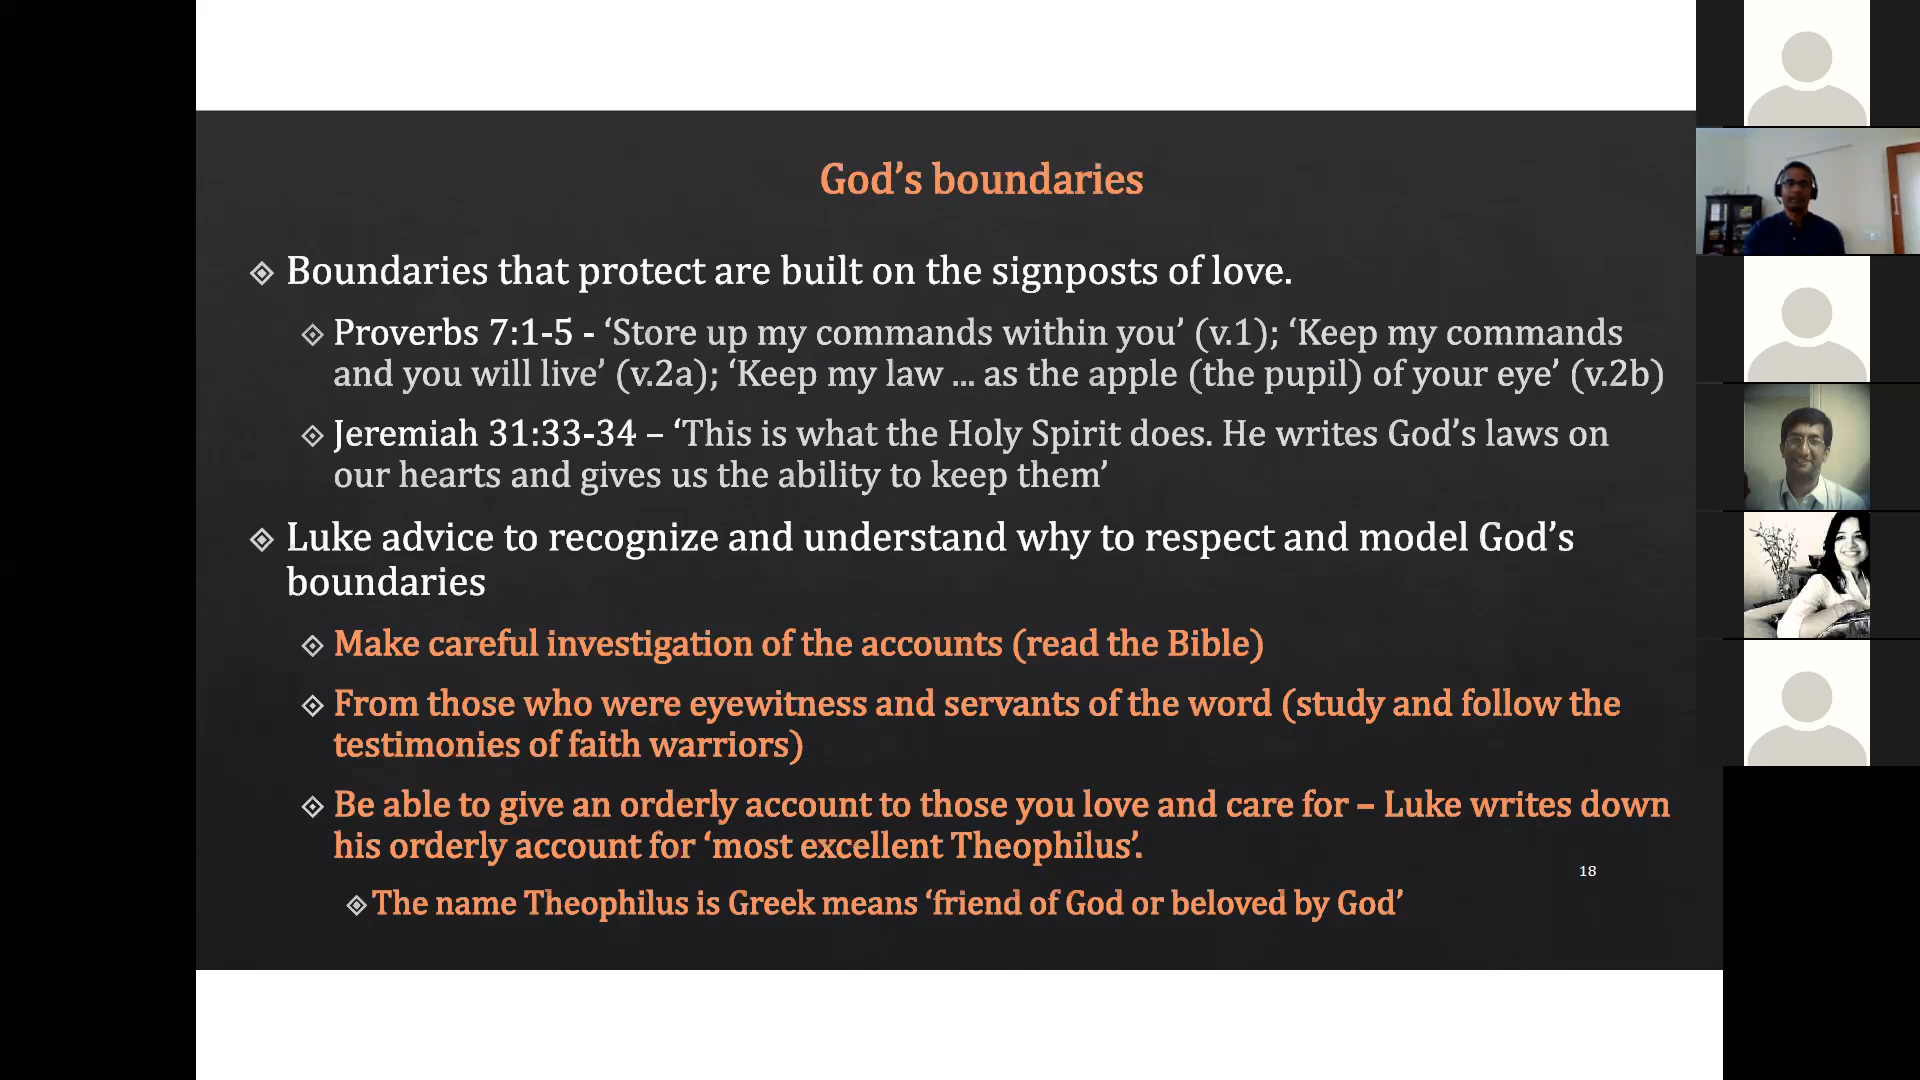 God’s boundaries
Boundaries that protect are built on the signposts of love.
Proverbs 7:1-5 - ‘Store up my commands within you’ (v.1); ‘Keep my commands
and you will live’ (v.2a); ‘Keep my law ... as the apple (the pupil) of your eye’ (v.2b)
Jeremiah 31:33-34 – ‘This is what the Holy Spirit does. He writes God’s laws on
our hearts and gives us the ability to keep them’
Luke advice to recognize and understand why to respect and model God’s
boundaries
Make careful investigation of the accounts (read the Bible)
From those who were eyewitness and servants of the word (study and follow the
testimonies of faith warriors)
Be able to give an orderly account to those you love and care for – Luke writes down
his orderly account for ‘most excellent Theophilus’.
18
The name Theophilus is Greek means ‘friend of God or beloved by God’